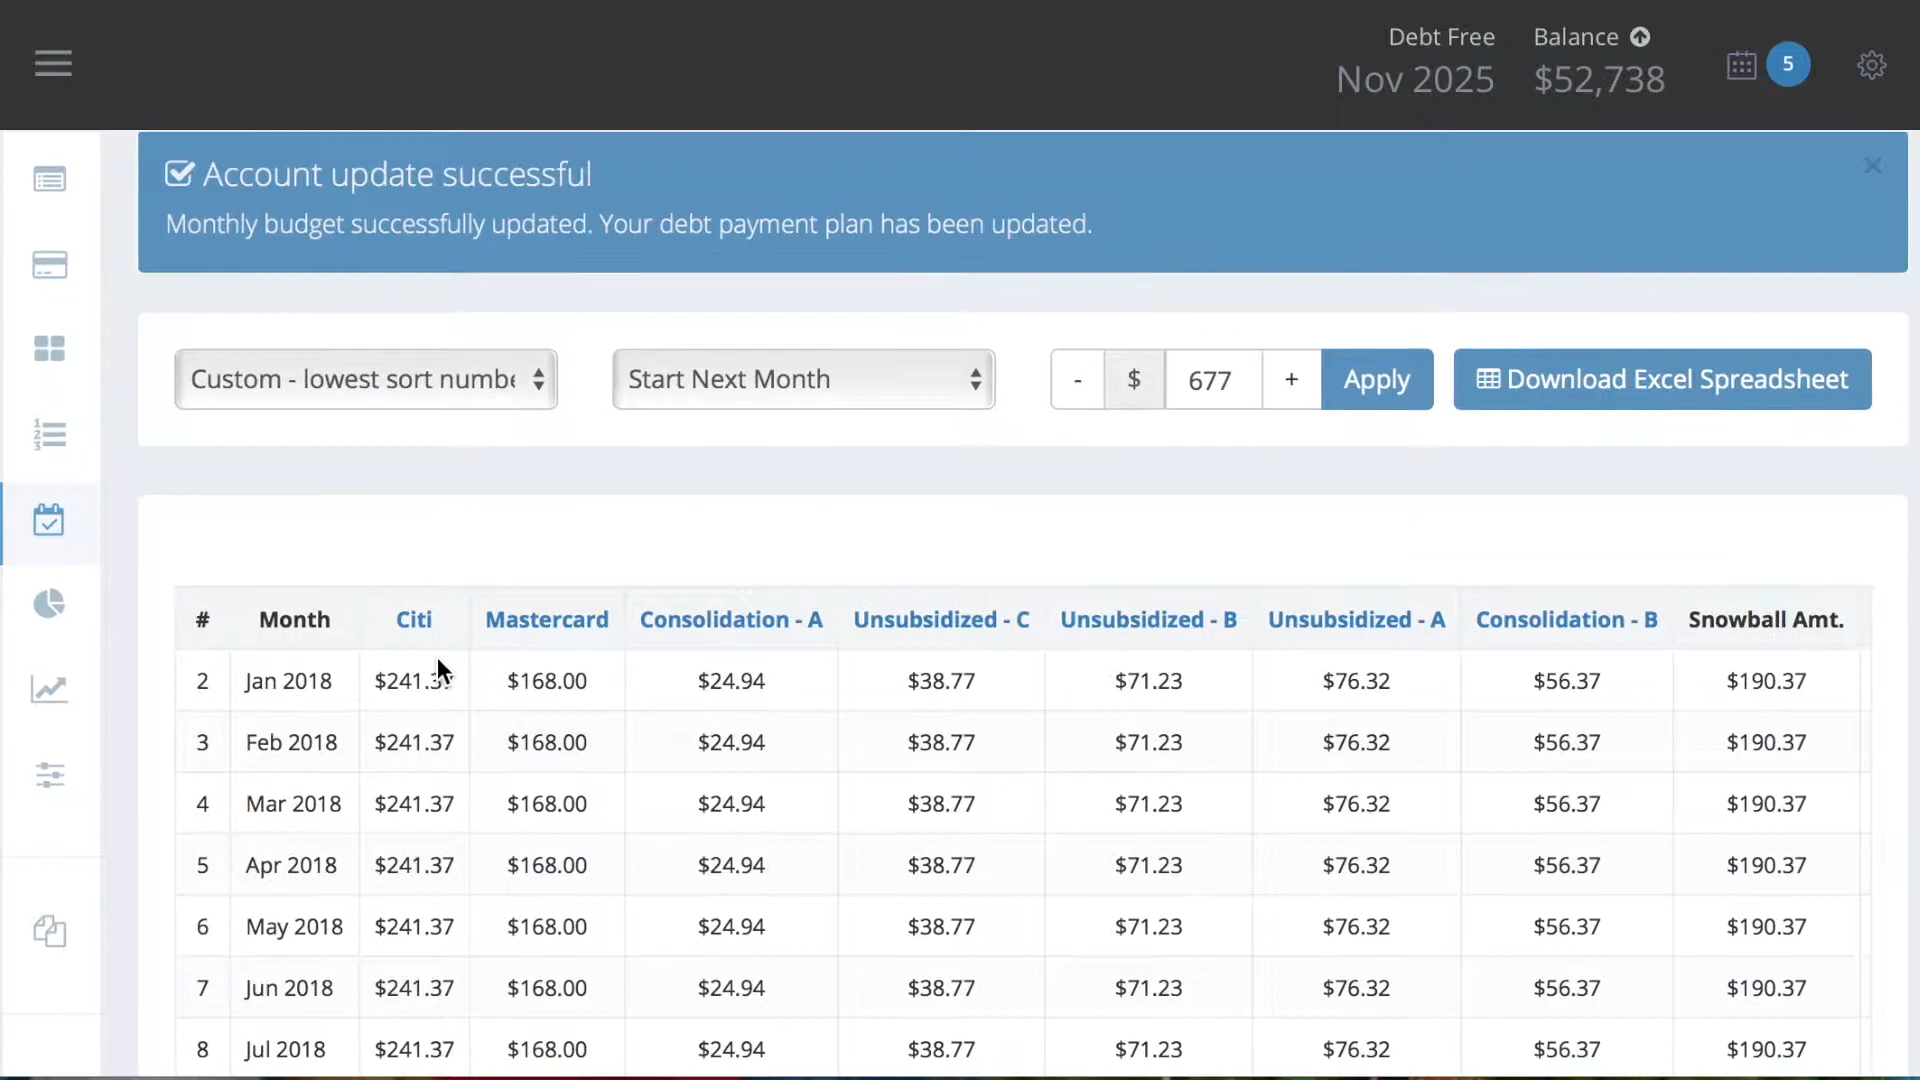 Debt Free Balance
Nov 2025 $52,738 5
Account update successful
Monthly budget successfully updated. Your debt payment plan has been updated.
Custom - lowest sort numbe Start Next Month - $ 677 + Apply Download Excel Spreadsheet
# Month Citi Mastercard Consolidation - A Unsubsidized - C Unsubsidized - B Unsubsidized - A Consolidation - B Snowball Amt.
2 Jan 2018 $241.37 $168.00 $24.94 $38.77 $71.23 $76.32 $56.37 $190.37
3 Feb 2018 $241.37 $168.00 $24.94 $38.77 $71.23 $76.32 $56.37 $190.37
4 Mar 2018 $241.37 $168.00 $24.94 $38.77 $71.23 $76.32 $56.37 $190.37
5 Apr 2018 $241.37 $168.00 $24.94 $38.77 $71.23 $76.32 $56.37 $190.37
6 May 2018 $241.37 $168.00 $24.94 $38.77 $71.23 $76.32 $56.37 $190.37
7 Jun 2018 $241.37 $168.00 $24.94 $38.77 $71.23 $76.32 $56.37 $190.37
8 Jul 2018 $241.37 $168.00 $24.94 $38.77 $71.23 $76.32 $56.37 $190.37